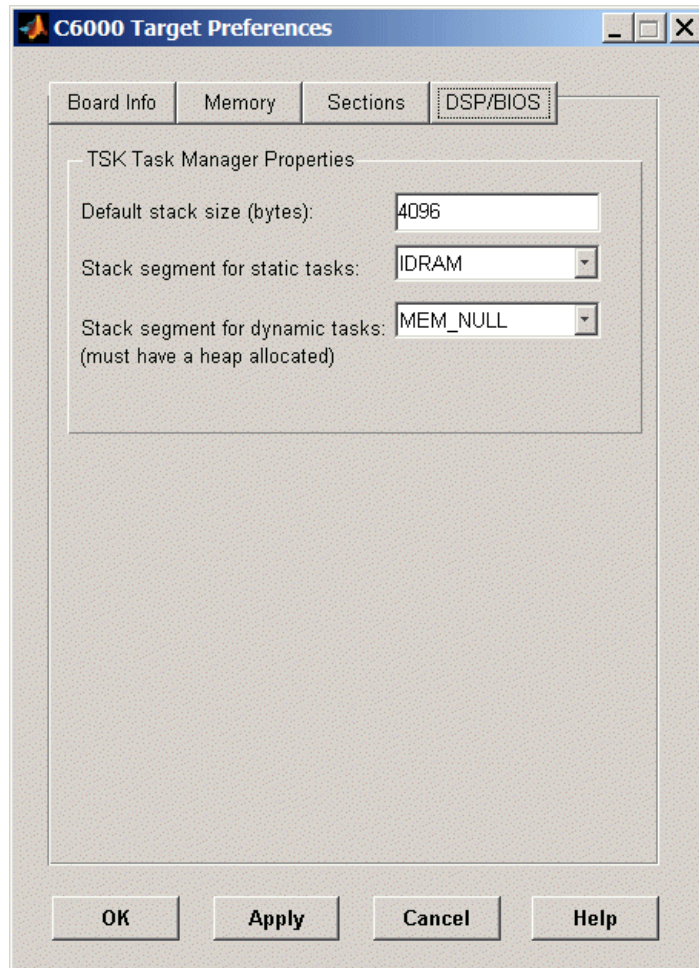 C6000 Target Preferences
Board Info Memory Sections DSP/BIOS
TSK Task Manager Properties
Default stack size (bytes): 4096
Stack segment for static tasks: IDRAM
Stack segment for dynamic tasks: MEM_NULL
(must have a heap allocated)
OK Apply Cancel Help